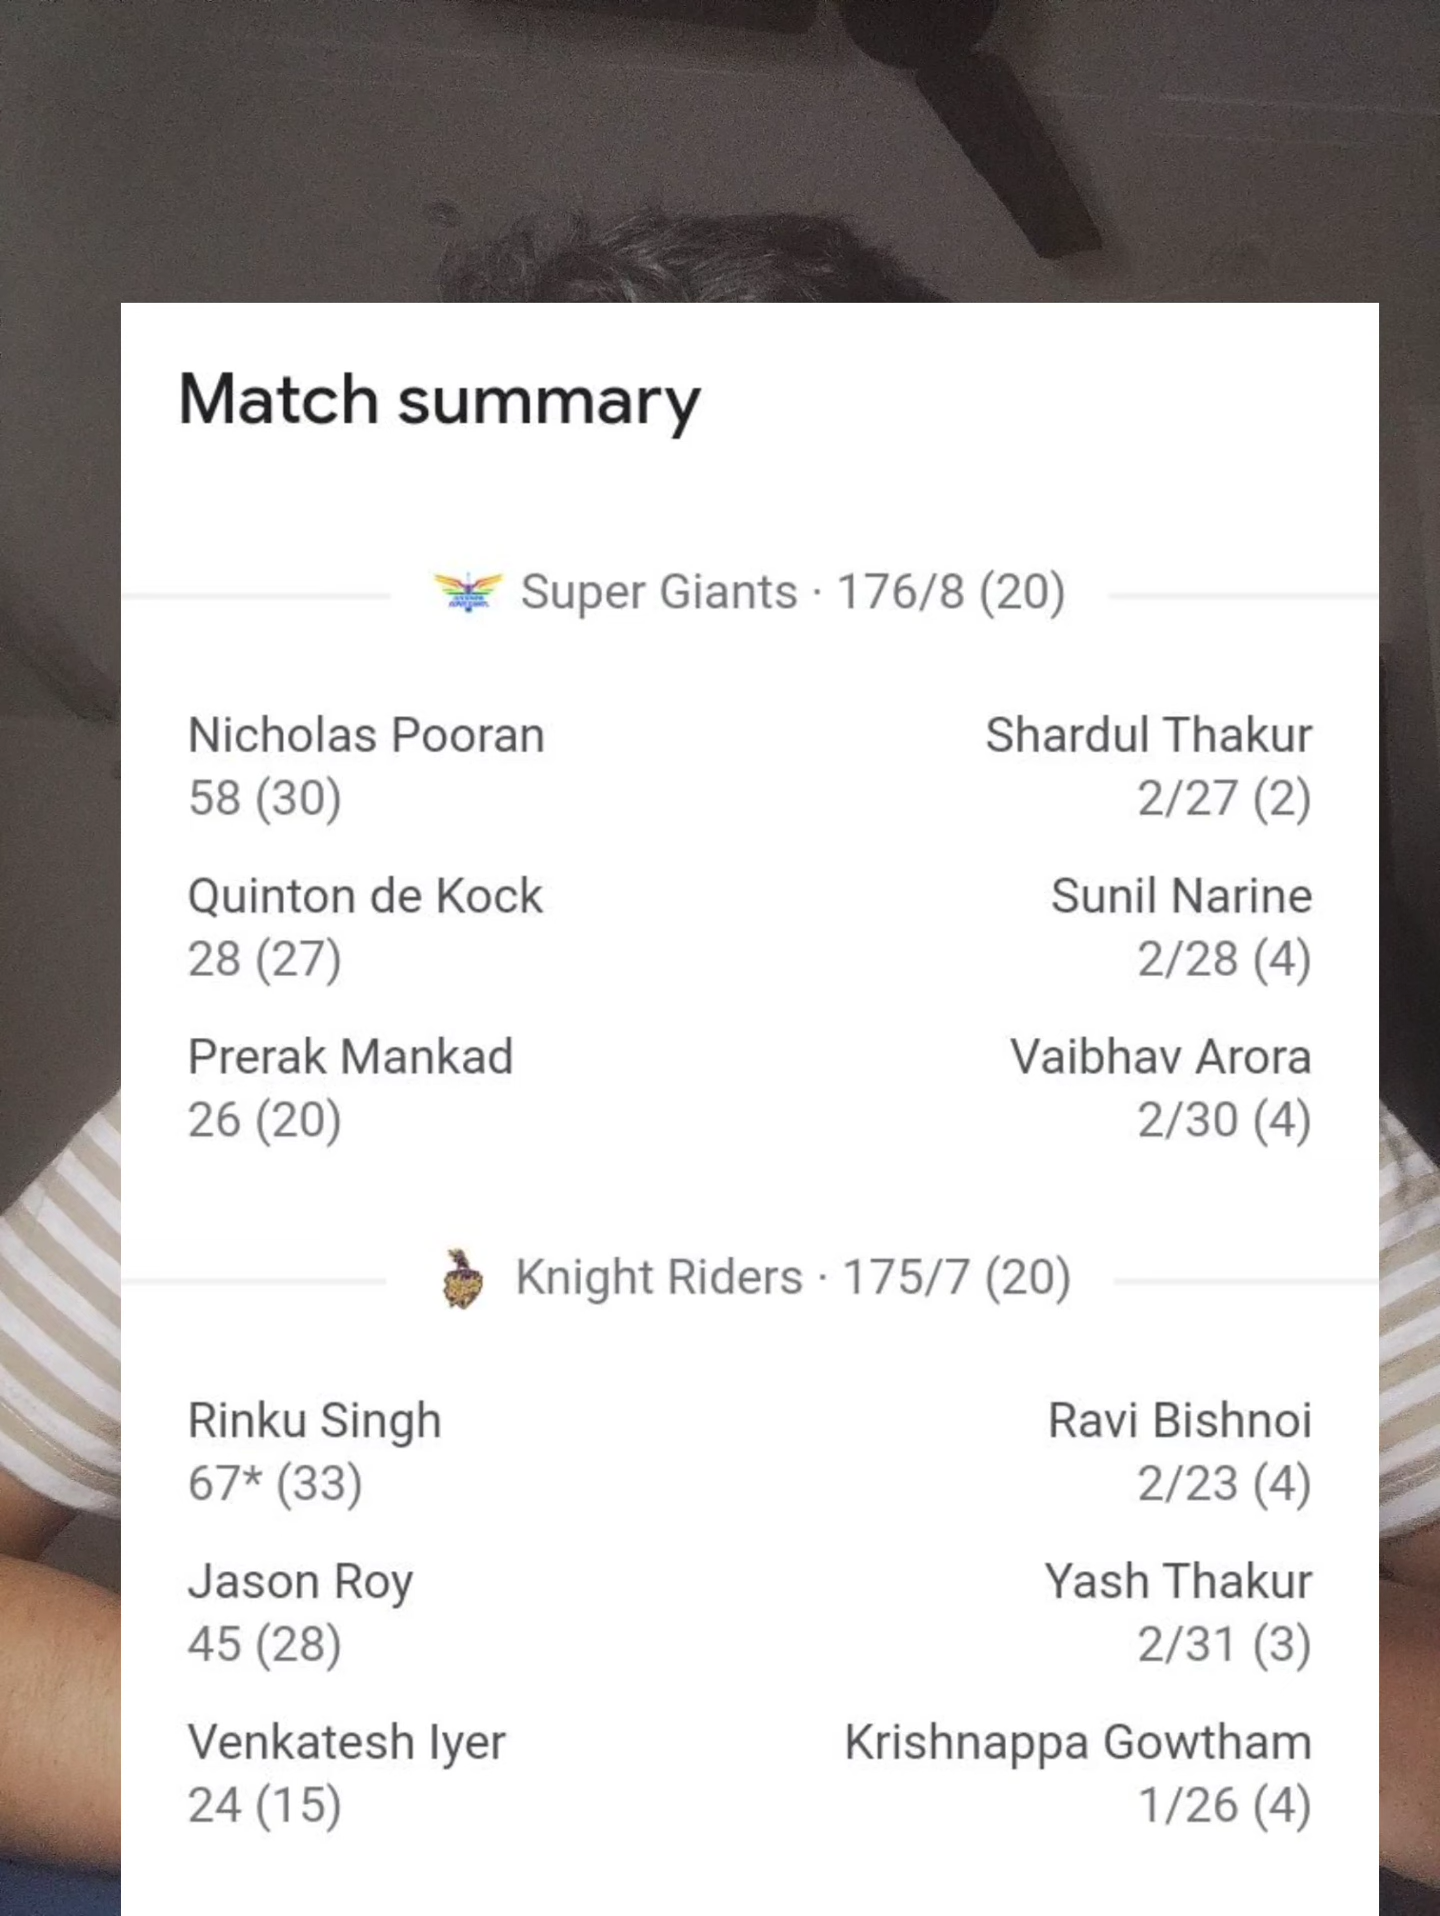 Match summary
Super Giants · 176/8 (20)
Nicholas Pooran Shardul Thakur
58 (30) 2/27 (2)
Quinton de Kock Sunil Narine
28 (27) 2/28 (4)
Prerak Mankad Vaibhav Arora
26 (20) 2/30 (4)
Knight Riders · 175/7 (20)
Rinku Singh Ravi Bishnoi
67* (33) 2/23 (4)
Jason Roy Yash Thakur
45 (28) 2/31 (3)
Venkatesh Iyer Krishnappa Gowtham
24 (15) 1/26 (4)